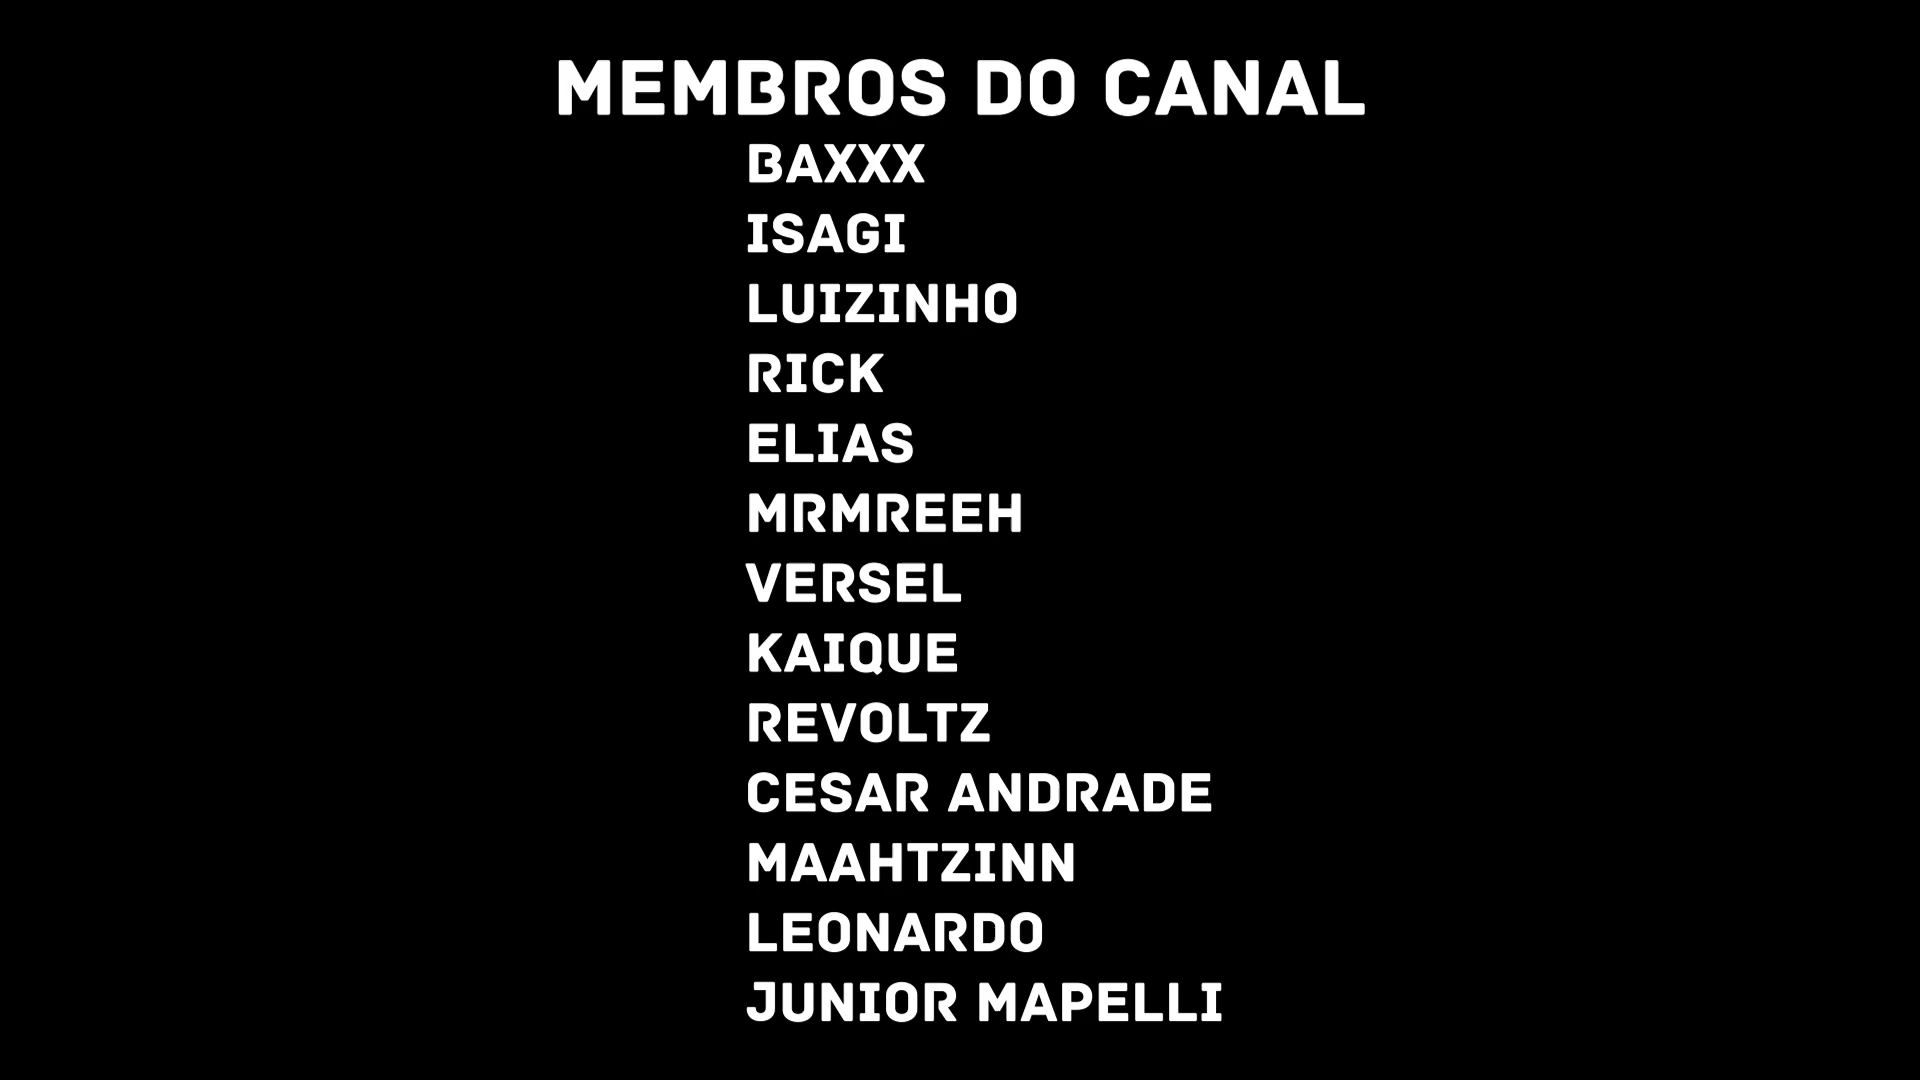 MEMBROS DO CANAL
BAXXX
ISAGI
LUIZINHO
RICK
ELIAS
MRMREEH
VERSEL
KAIQUE
REVOLTZ
CESAR ANDRADE
MAAHTZINN
LEONARDO
JUNIOR MAPELLI